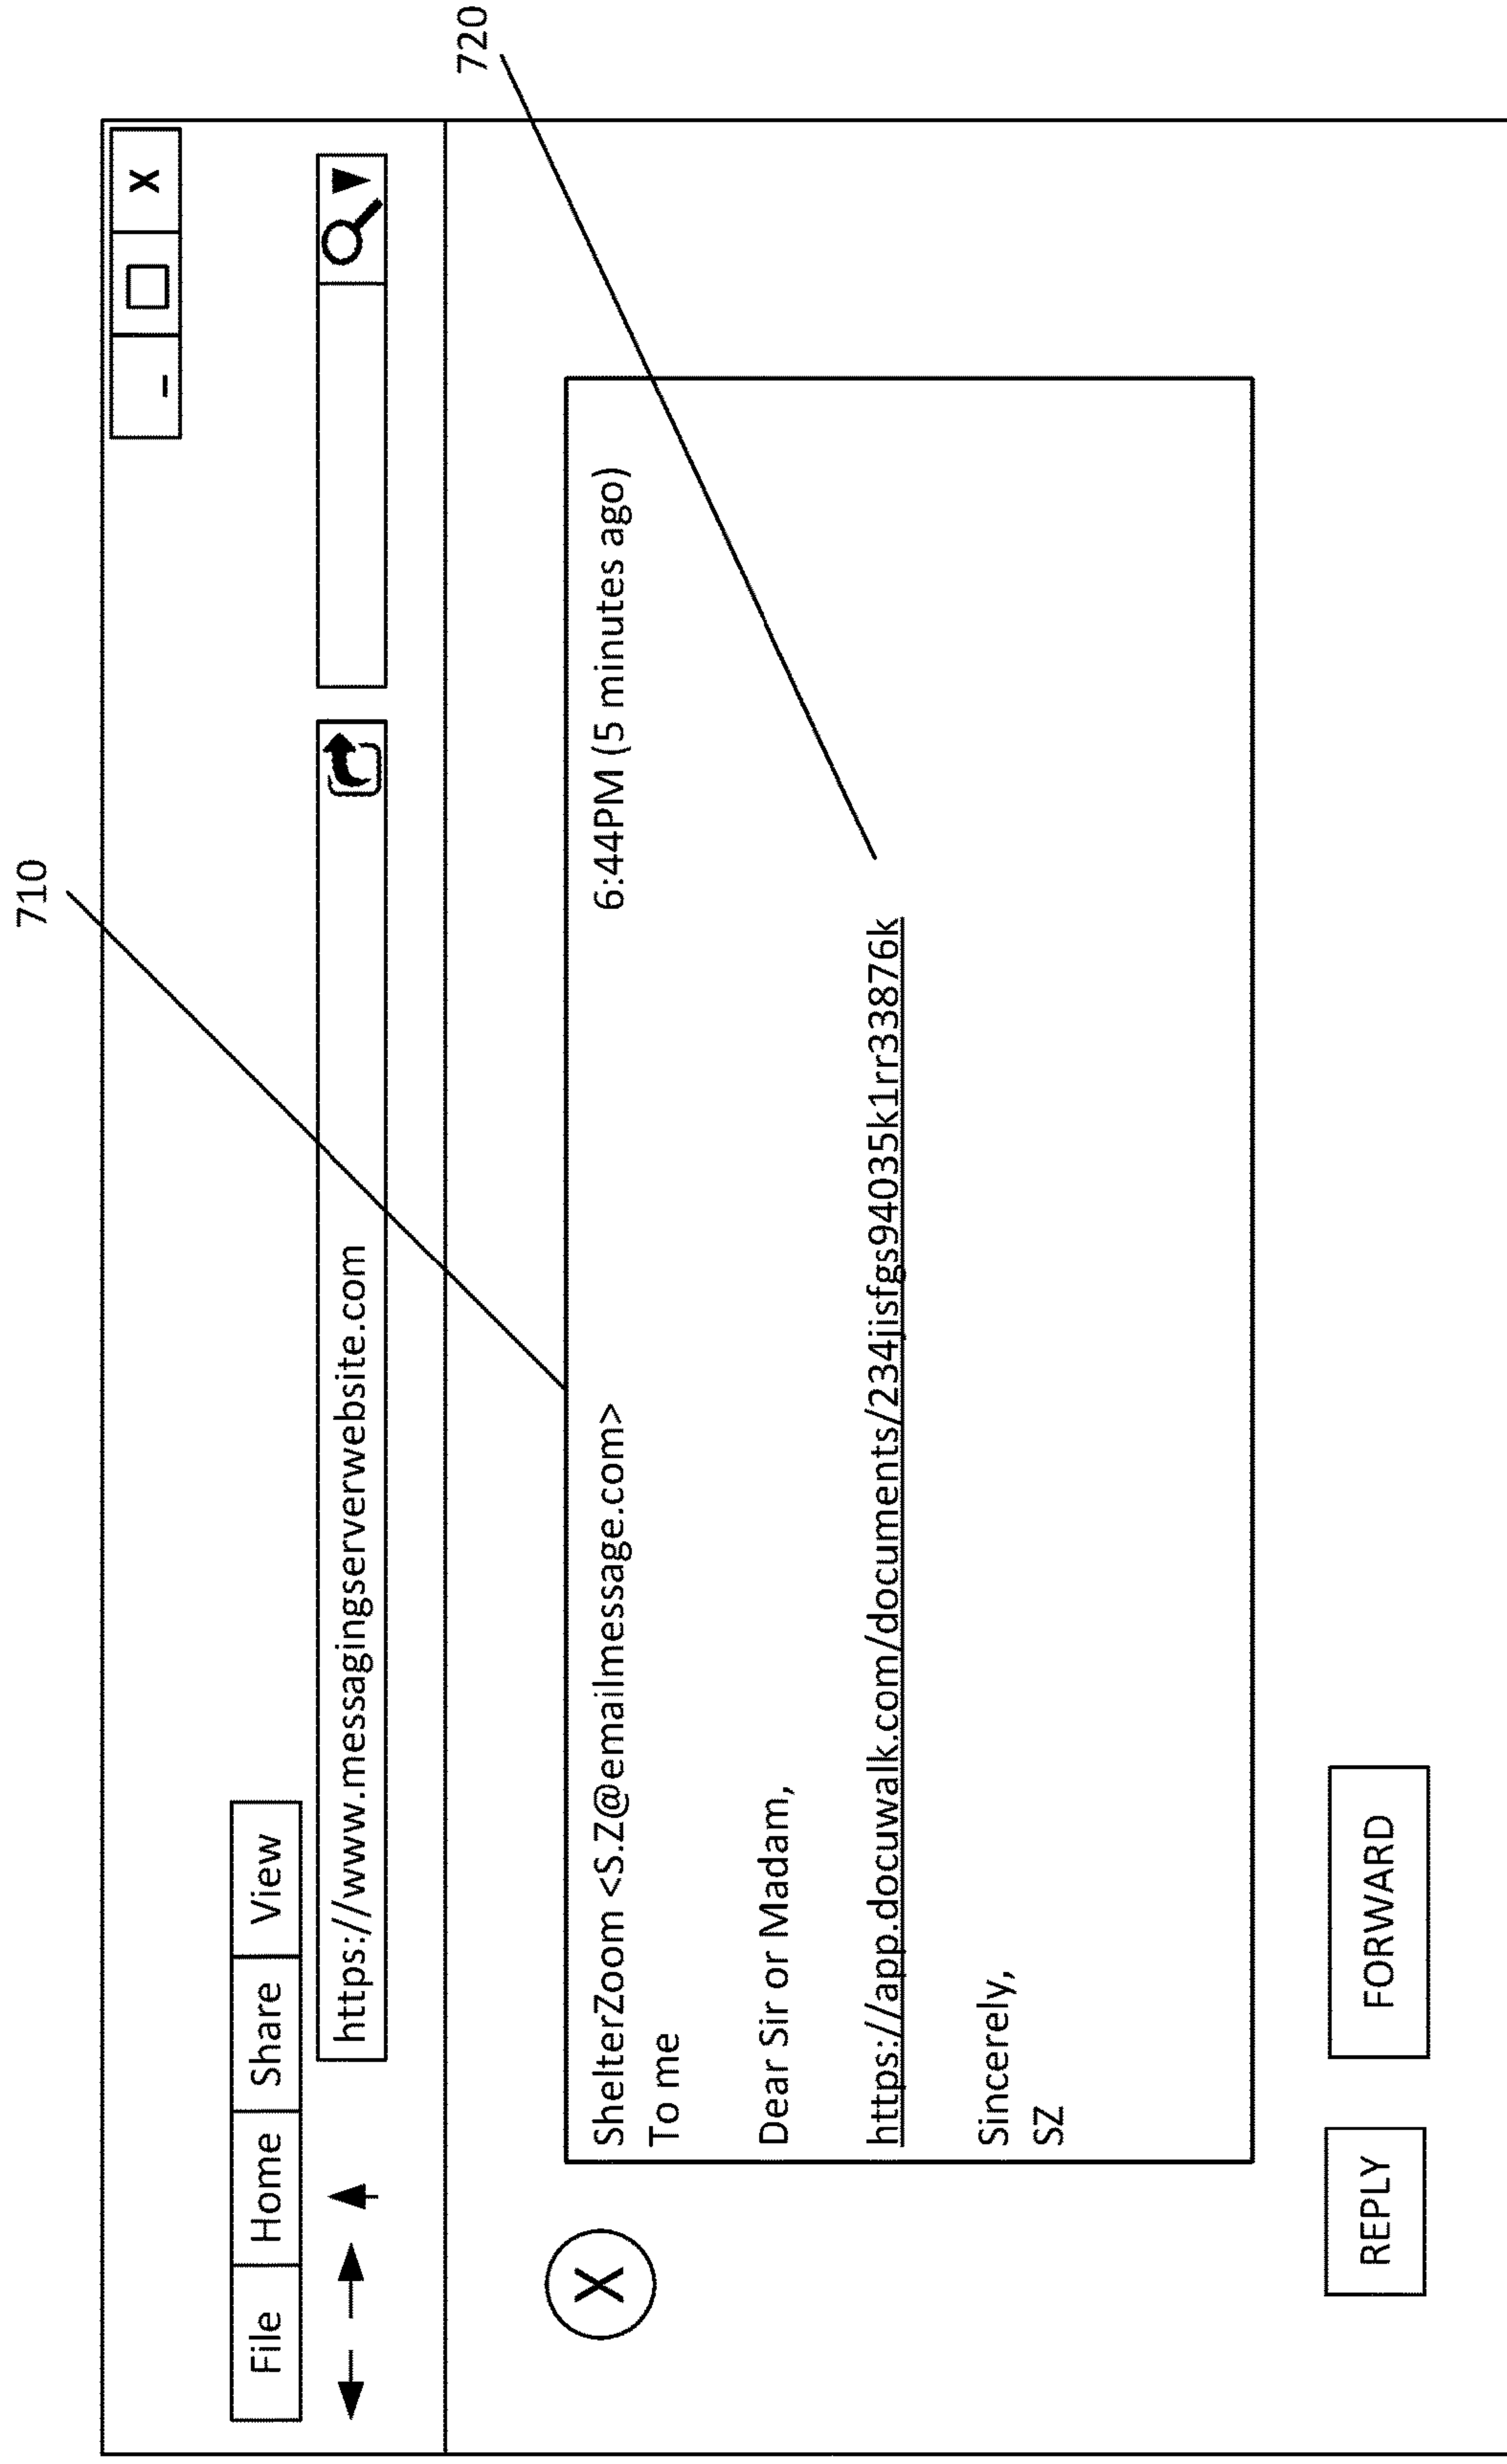 710
720
_ □ X
File Home Share View
https://www.messagingserverwebsite.com
ShelterZoom <S.Z@emailmessage.com> 6:44PM (5 minutes ago)
To me
X
Dear Sir or Madam,
https://app.docuwalk.com/documents/234jisfgs94035k1rr33876k
Sincerely,
SZ
REPLY FORWARD